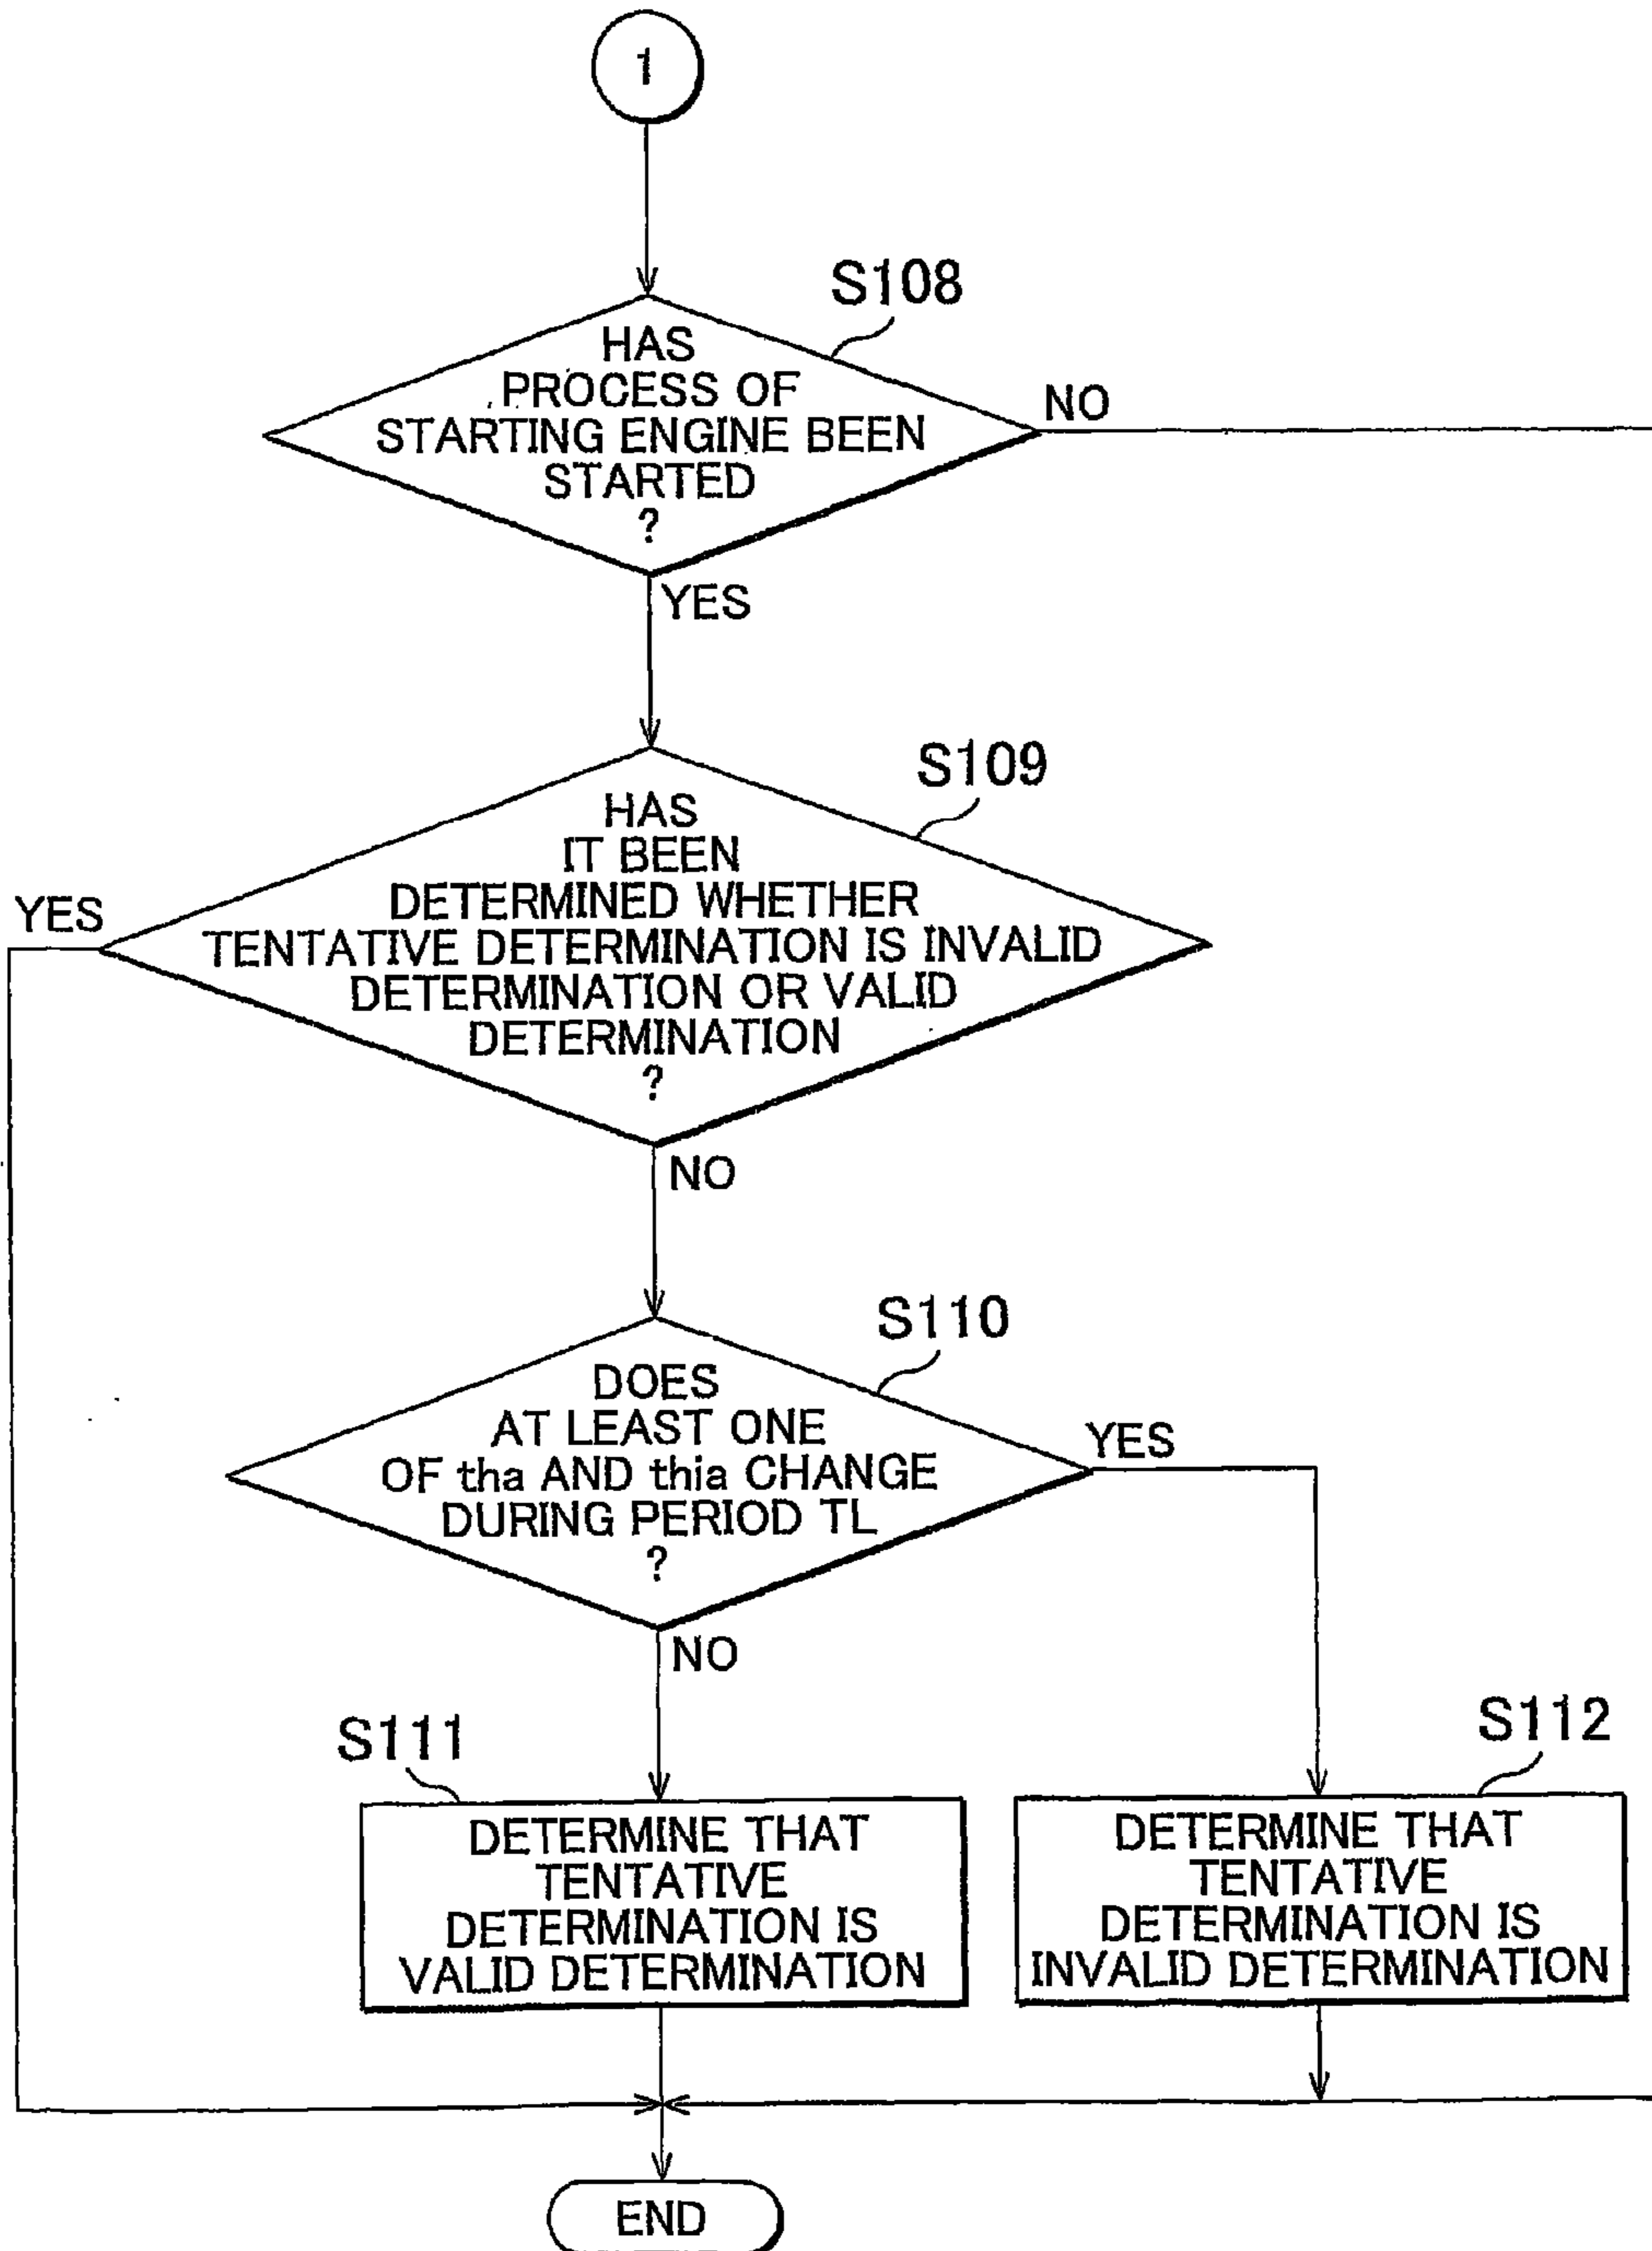 1
S108
HAS
PROCESS OF
STARTING ENGINE BEEN
STARTED
?
NO
YES
S109
HAS
IT BEEN
DETERMINED WHETHER
TENTATIVE DETERMINATION IS INVALID
DETERMINATION OR VALID
DETERMINATION
?
YES
NO
S110
DOES
AT LEAST ONE
OF tha AND thia CHANGE
DURING PERIOD TL
?
YES
NO
S111
DETERMINE THAT
TENTATIVE
DETERMINATION IS
VALID DETERMINATION
S112
DETERMINE THAT
TENTATIVE
DETERMINATION IS
INVALID DETERMINATION
END